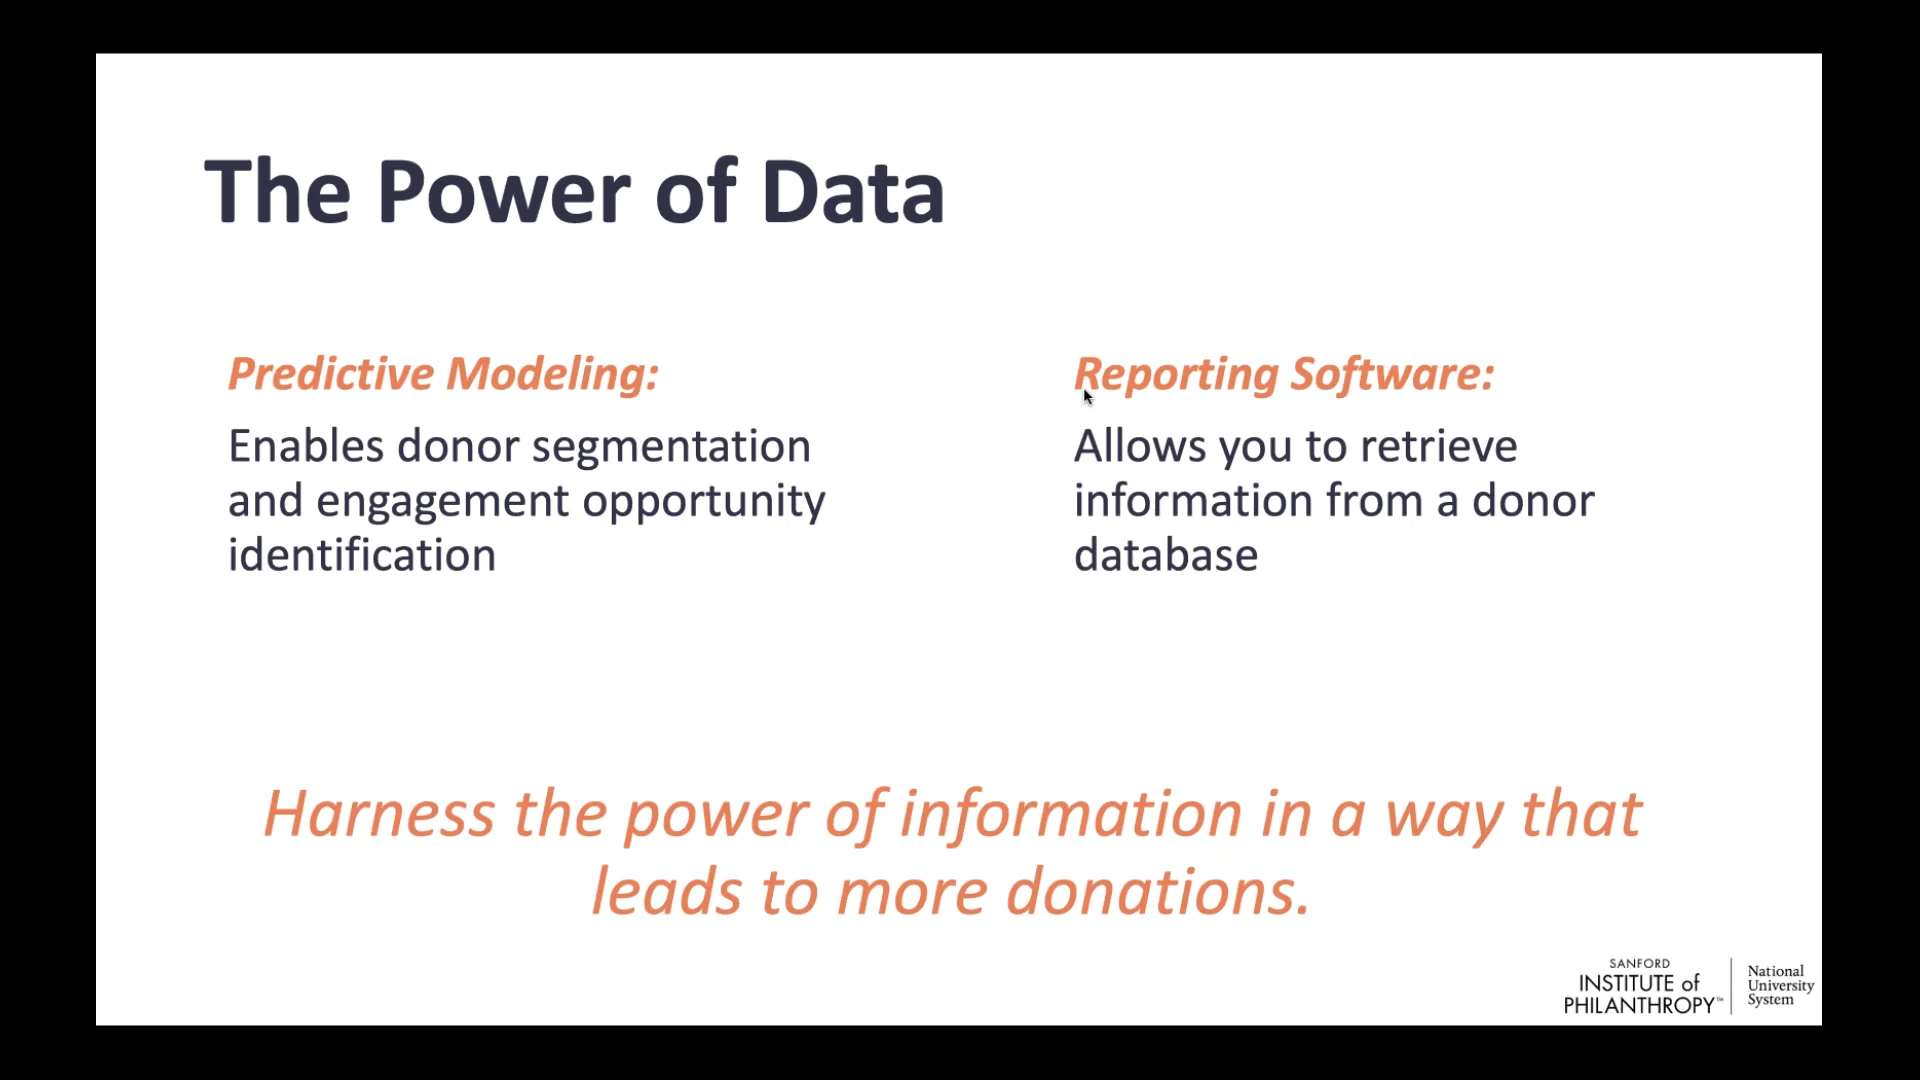 The Power of Data
Predictive Modeling:
Enables donor segmentation
and engagement opportunity
identification
Reporting Software:
Allows you to retrieve
information from a donor
database
Harness the power of information in a way that
leads to more donations.
SANFORD
INSTITUTE of
PHILANTHROPY™
National
University
System